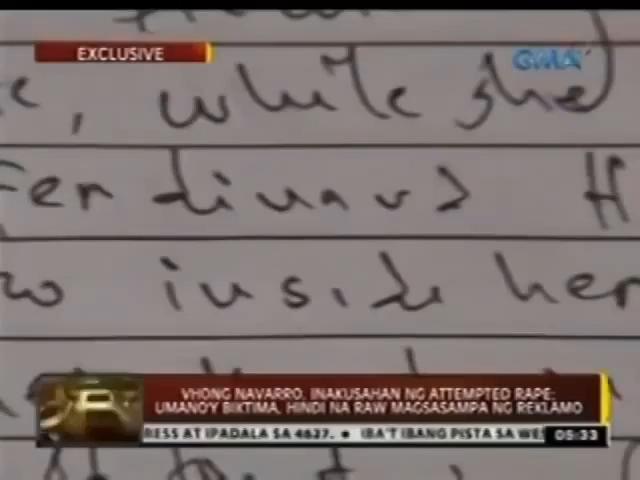 EXCLUSIVE
GMA
, while she
Ferdinand H
inside her
VHONG NAVARRO, INAKUSAHAN NG ATTEMPTED RAPE;
UMANO'Y BIKTIMA, HINDI NA RAW MAGSASAMPA NG REKLAMO
RESS AT IPADALA SA 4627. • IBA'T IBANG PISTA SA WE
05:33